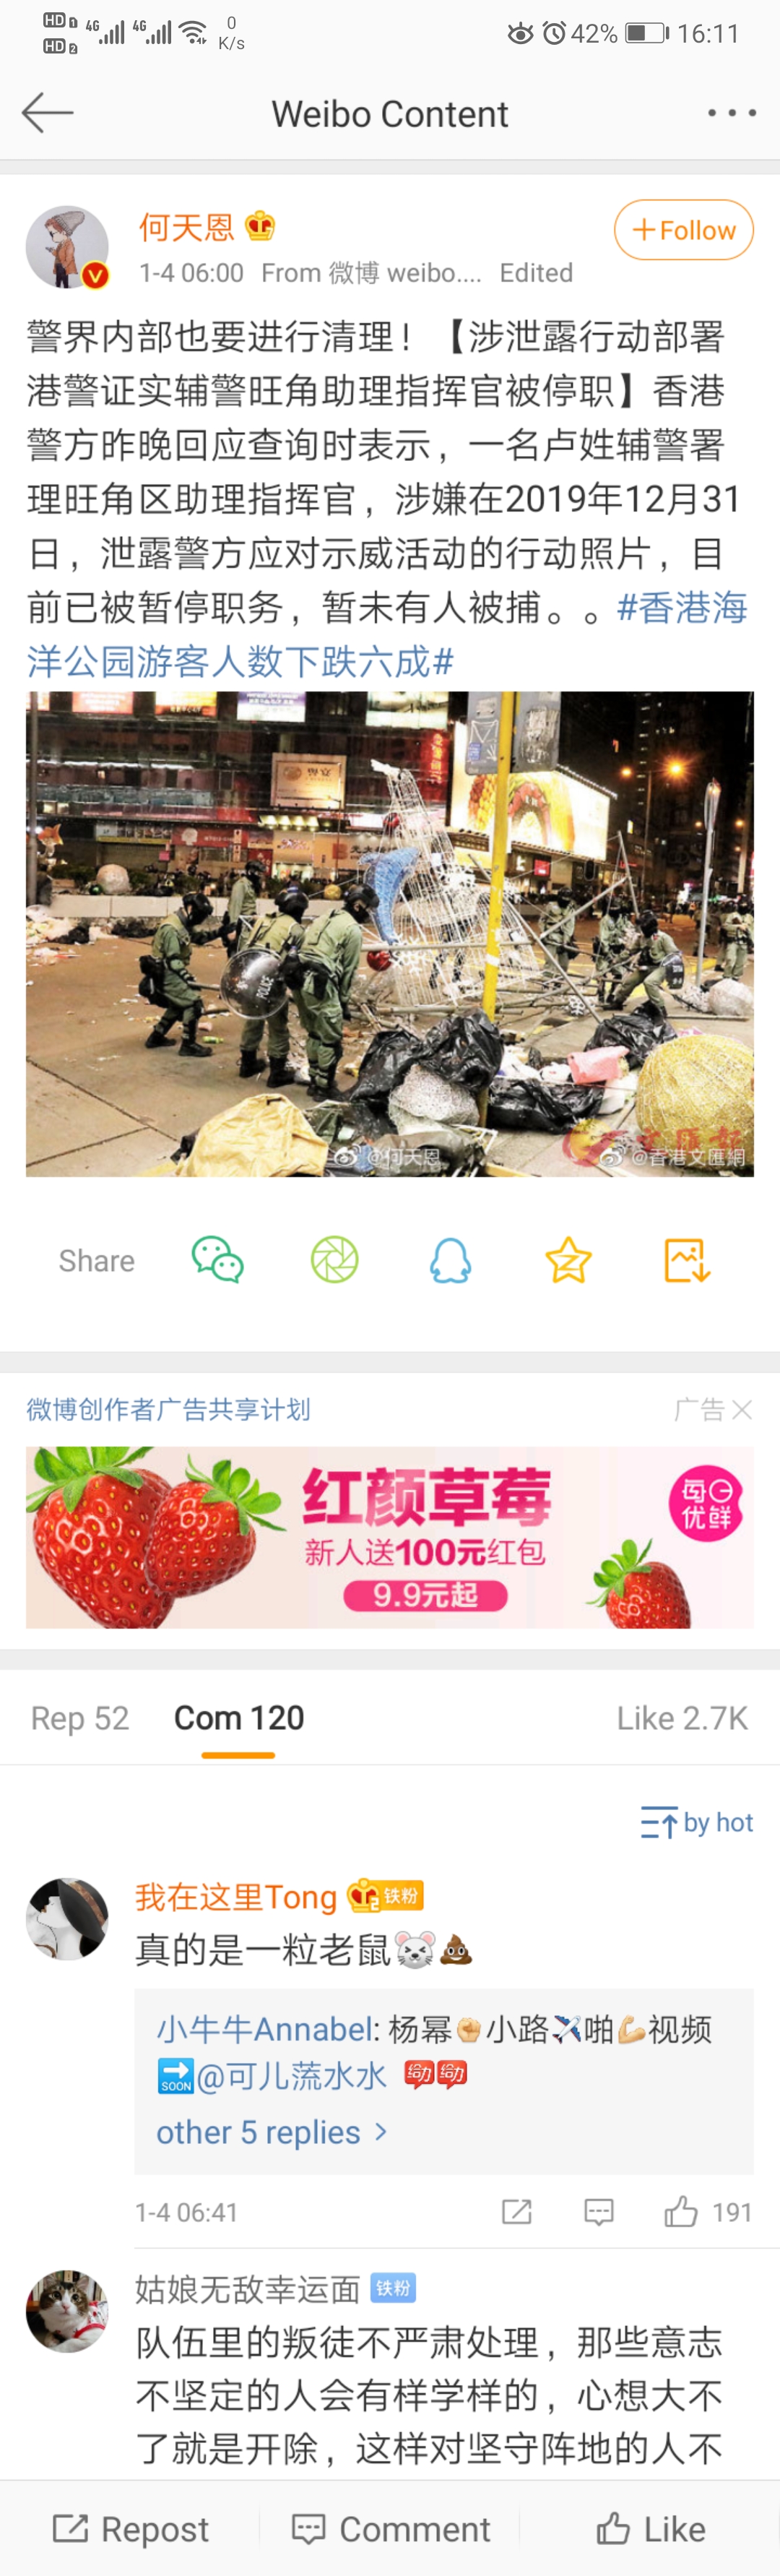 HD 1 4G 4G 0
HD 2 K/s
42% 16:11
Weibo Content
何天恩
V
1-4 06:00 From 微博 weibo.... Edited
+Follow
警界内部也要进行清理！【涉泄露行动部署
港警证实辅警旺角助理指挥官被停职】香港
警方昨晚回应查询时表示，一名卢姓辅警署
理旺角区助理指挥官，涉嫌在2019年12月31
日，泄露警方应对示威活动的行动照片，目
前已被暂停职务，暂未有人被捕。。#香港海
洋公园游客人数下跌六成#
POLICE
@何天恩
文匯報
@香港文匯網
Share
微博创作者广告共享计划
广告
红颜草莓
新人送100元红包
9.9元起
每日
优鲜
Rep 52 Com 120 Like 2.7K
by hot
我在这里Tong 2 铁粉
真的是一粒老鼠
小牛牛Annabel: 杨幂✊小路✈啪💪视频
SOON@可儿蓅水水
other 5 replies >
1-4 06:41 191
姑娘无敌幸运面 铁粉
队伍里的叛徒不严肃处理，那些意志
不坚定的人会有样学样的，心想大不
了就是开除，这样对坚守阵地的人不
Repost Comment Like